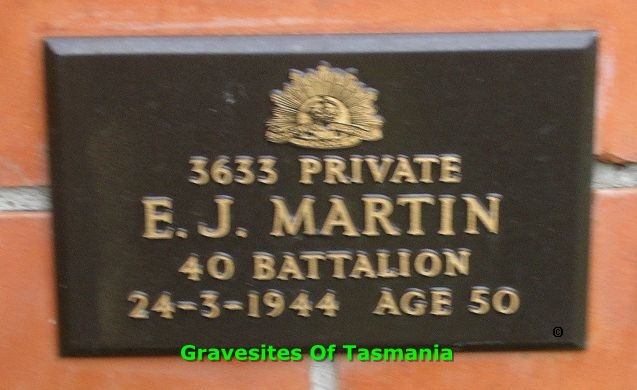 3633 PRIVATE
E. J. MARTIN
40 BATTALION
24-3-1944 AGE 50
©
Gravesites Of Tasmania